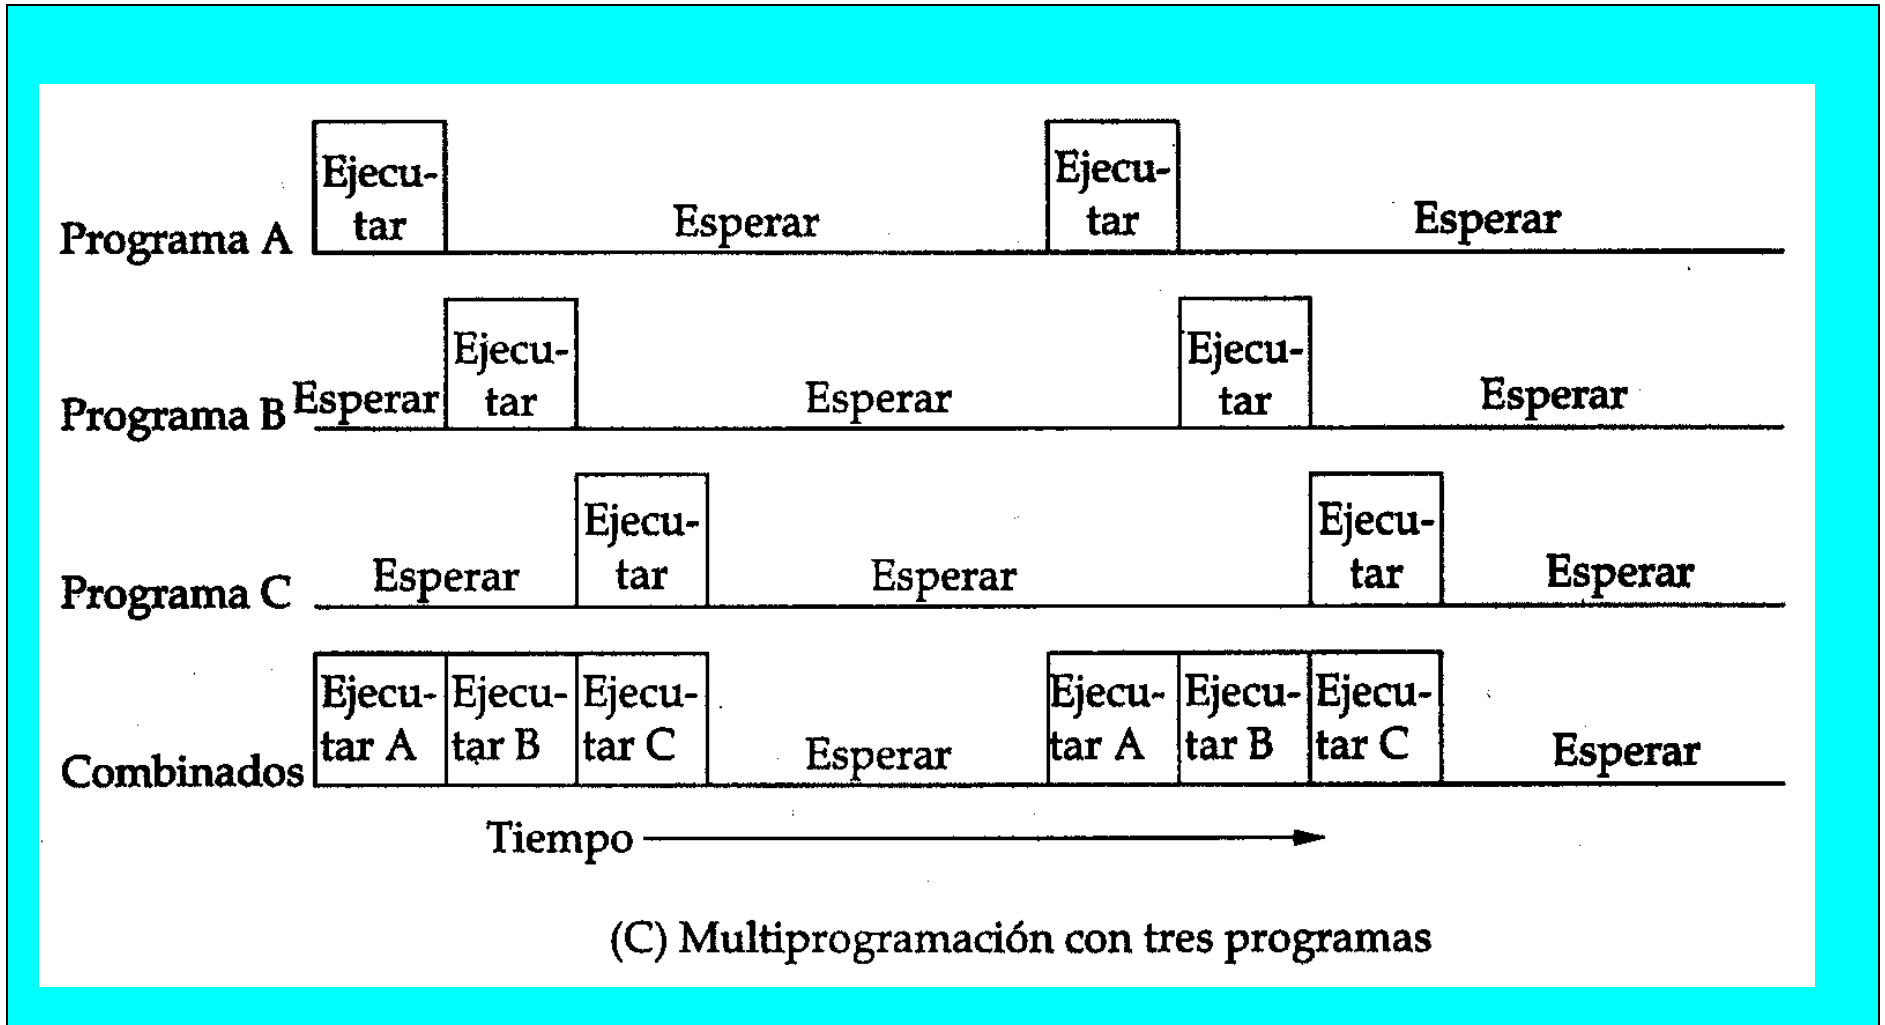 Ejecu-
tar
Ejecu-
tar
Programa A
Esperar
Esperar
Ejecu-
tar
Ejecu-
tar
Programa B
Esperar
Esperar
Esperar
Ejecu-
tar
Ejecu-
tar
Programa C
Esperar
Esperar
Esperar
Ejecu-
tar A
Ejecu-
tar B
Ejecu-
tar C
Ejecu-
tar A
Ejecu-
tar B
Ejecu-
tar C
Combinados
Esperar
Esperar
Tiempo
(C) Multiprogramación con tres programas